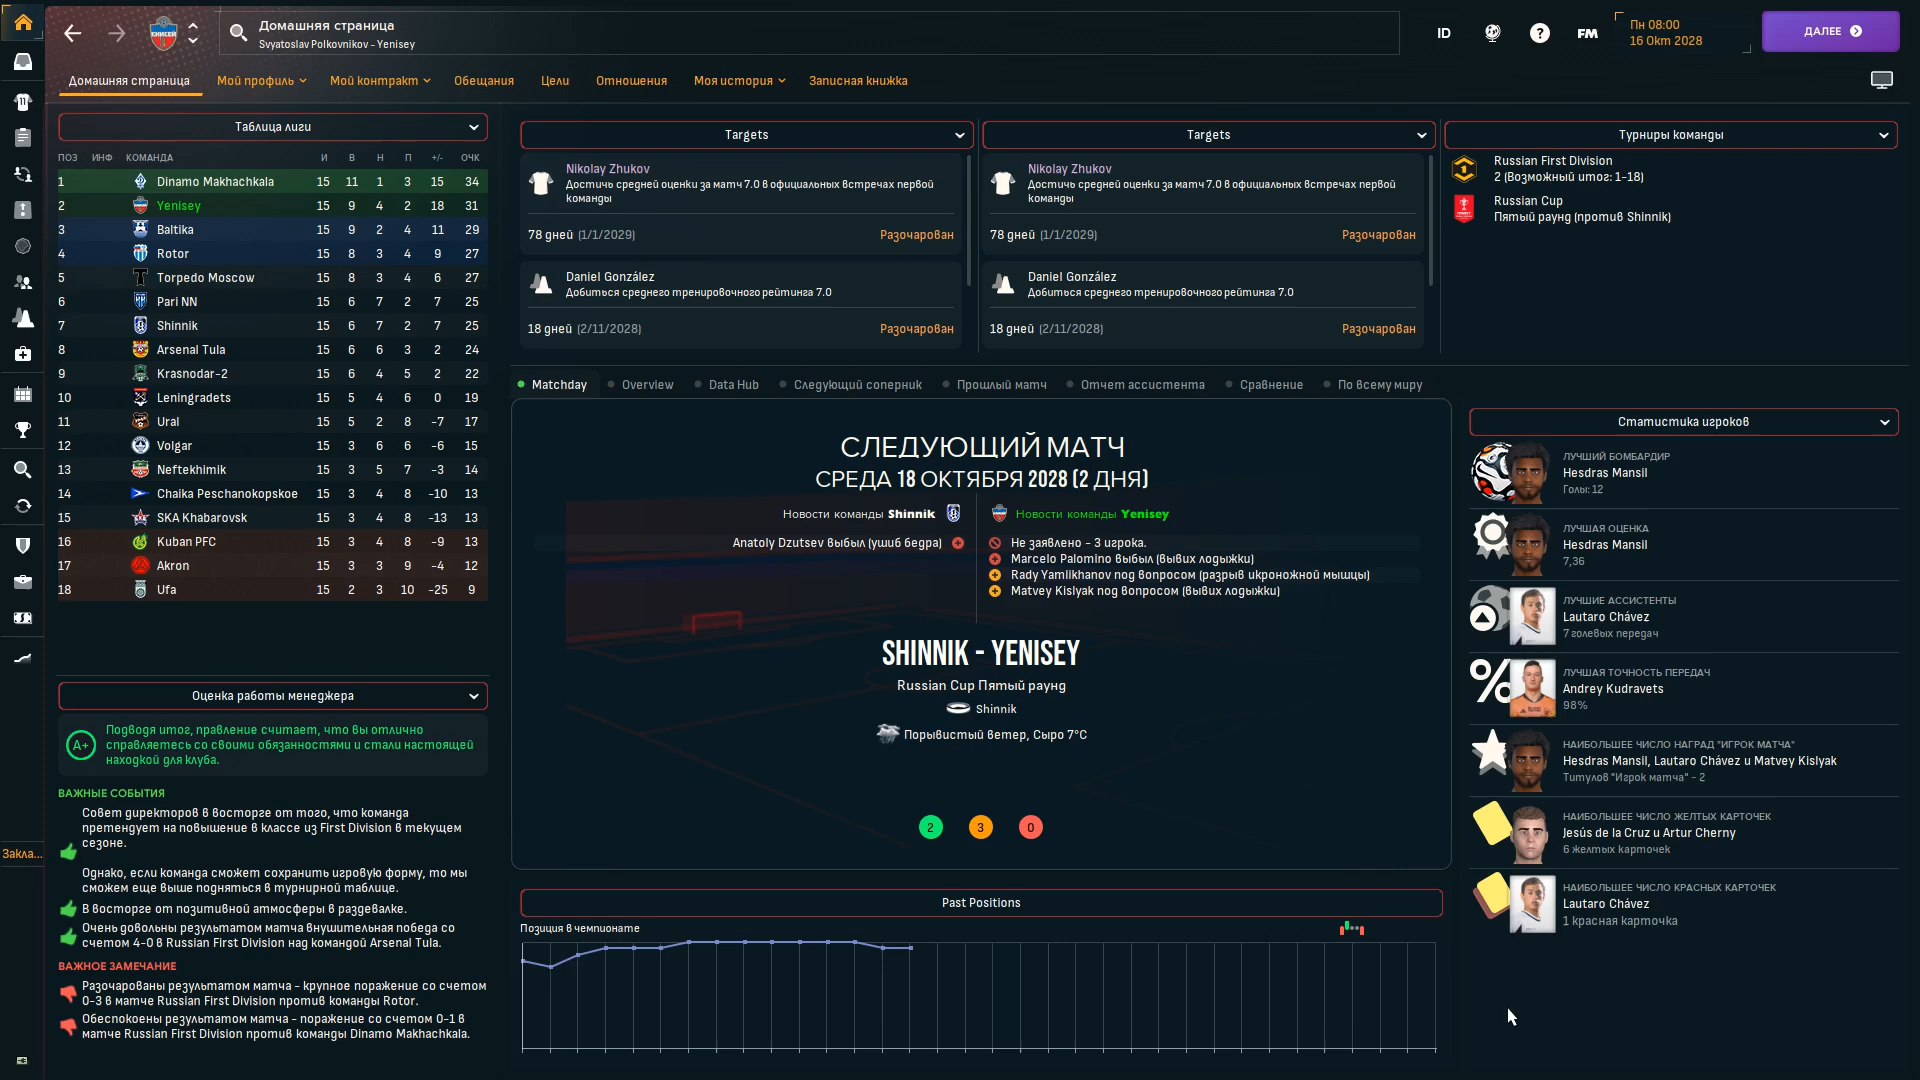 Домашняя страница
Svyatoslav Polkovnikov - Yenisey
ID
FM
Пн 08:00
16 Окт 2028
ДАЛЕЕ
Домашняя страница
Мой профиль
Мой контракт
Обещания
Цели
Отношения
Моя история
Записная книжка
Таблица лиги
ПОЗ ИНФ КОМАНДА И В Н П +/- ОЧК
1 Dinamo Makhachkala 15 11 1 3 15 34
2 Yenisey 15 9 4 2 18 31
3 Baltika 15 9 2 4 11 29
4 Rotor 15 8 3 4 9 27
5 Torpedo Moscow 15 8 3 4 6 27
6 Pari NN 15 6 7 2 7 25
7 Shinnik 15 6 7 2 7 25
8 Arsenal Tula 15 6 6 3 2 24
9 Krasnodar-2 15 6 4 5 2 22
10 Leningradets 15 5 4 6 0 19
11 Ural 15 5 2 8 -7 17
12 Volgar 15 3 6 6 -6 15
13 Neftekhimik 15 3 5 7 -3 14
14 Chaika Peschanokopskoe 15 3 4 8 -10 13
15 SKA Khabarovsk 15 3 4 8 -13 13
16 Kuban PFC 15 3 4 8 -9 13
17 Akron 15 3 3 9 -4 12
18 Ufa 15 2 3 10 -25 9
Оценка работы менеджера
A+
Подводя итог, правление считает, что вы отлично
справляетесь со своими обязанностями и стали настоящей
находкой для клуба.
ВАЖНЫЕ СОБЫТИЯ
Совет директоров в восторге от того, что команда
претендует на повышение в классе из First Division в текущем
сезоне.
Однако, если команда сможет сохранить игровую форму, то мы
сможем еще выше подняться в турнирной таблице.
В восторге от позитивной атмосферы в раздевалке.
Очень довольны результатом матча внушительная победа со
счетом 4-0 в Russian First Division над командой Arsenal Tula.
ВАЖНОЕ ЗАМЕЧАНИЕ
Разочарованы результатом матча - крупное поражение со счетом
0-3 в матче Russian First Division против команды Rotor.
Обеспокоены результатом матча - поражение со счетом 0-1 в
матче Russian First Division против команды Dinamo Makhachkala.
Закла...
Targets
Nikolay Zhukov
Достичь средней оценки за матч 7.0 в официальных встречах первой
команды
78 дней (1/1/2029) Разочарован
Daniel González
Добиться среднего тренировочного рейтинга 7.0
18 дней (2/11/2028) Разочарован
Targets
Nikolay Zhukov
Достичь средней оценки за матч 7.0 в официальных встречах первой
команды
78 дней (1/1/2029) Разочарован
Daniel González
Добиться среднего тренировочного рейтинга 7.0
18 дней (2/11/2028) Разочарован
Турниры команды
Russian First Division
2 (Возможный итог: 1-18)
Russian Cup
Пятый раунд (против Shinnik)
Matchday
Overview
Data Hub
Следующий соперник
Прошлый матч
Отчет ассистента
Сравнение
По всему миру
СЛЕДУЮЩИЙ МАТЧ
СРЕДА 18 ОКТЯБРЯ 2028 (2 ДНЯ)
Новости команды Shinnik
Anatoly Dzutsev выбыл (ушиб бедра)
Новости команды Yenisey
Не заявлено - 3 игрока.
Marcelo Palomino выбыл (вывих лодыжки)
Rady Yamlikhanov под вопросом (разрыв икроножной мышцы)
Matvey Kislyak под вопросом (вывих лодыжки)
SHINNIK - YENISEY
Russian Cup Пятый раунд
Shinnik
Порывистый ветер, Сыро 7°C
2 3 0
Past Positions
Позиция в чемпионате
Статистика игроков
ЛУЧШИЙ БОМБАРДИР
Hesdras Mansil
Голы: 12
ЛУЧШАЯ ОЦЕНКА
Hesdras Mansil
7,36
ЛУЧШИЕ АССИСТЕНТЫ
Lautaro Chávez
7 голевых передач
ЛУЧШАЯ ТОЧНОСТЬ ПЕРЕДАЧ
Andrey Kudravets
98%
НАИБОЛЬШЕЕ ЧИСЛО НАГРАД "ИГРОК МАТЧА"
Hesdras Mansil, Lautaro Chávez и Matvey Kislyak
Титулов "Игрок матча" - 2
НАИБОЛЬШЕЕ ЧИСЛО ЖЕЛТЫХ КАРТОЧЕК
Jesús de la Cruz и Artur Cherny
6 желтых карточек
НАИБОЛЬШЕЕ ЧИСЛО КРАСНЫХ КАРТОЧЕК
Lautaro Chávez
1 красная карточка